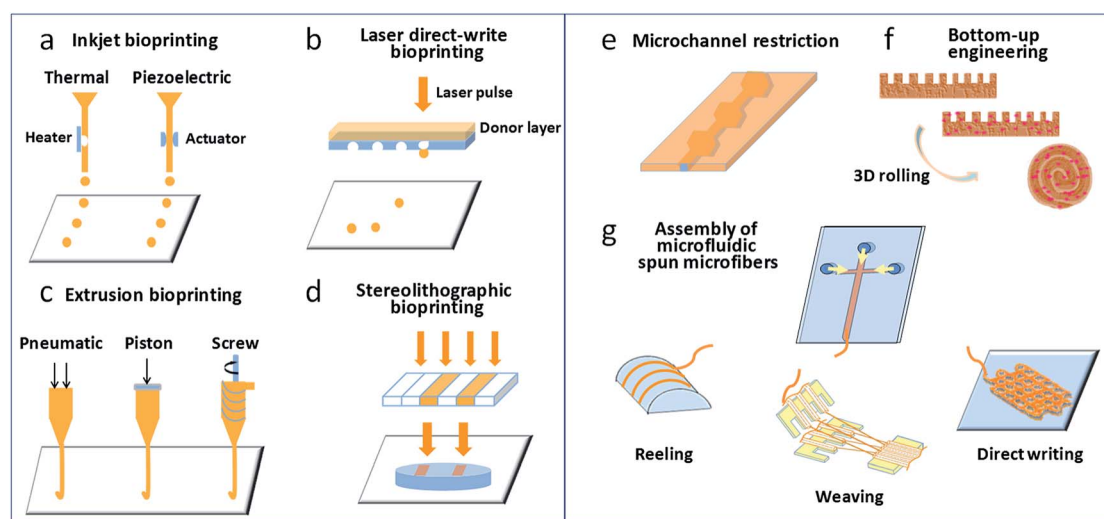 a Inkjet bioprinting
Thermal Piezoelectric
Heater Actuator
b Laser direct-write
bioprinting
Laser pulse
Donor layer
c Extrusion bioprinting
Pneumatic Piston Screw
d Stereolithographic
bioprinting
e Microchannel restriction
f Bottom-up
engineering
3D rolling
g Assembly of
microfluidic
spun microfibers
Reeling
Weaving
Direct writing